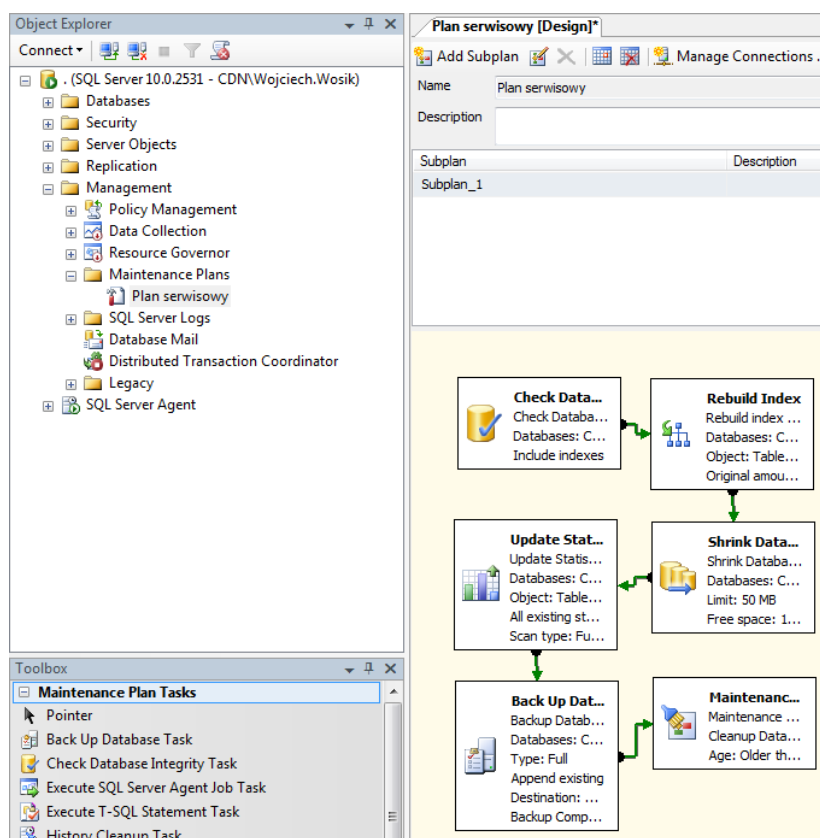 Object Explorer
Connect
. (SQL Server 10.0.2531 - CDN\Wojciech.Wosik)
Databases
Security
Server Objects
Replication
Management
Policy Management
Data Collection
Resource Governor
Maintenance Plans
Plan serwisowy
SQL Server Logs
Database Mail
Distributed Transaction Coordinator
Legacy
SQL Server Agent
Toolbox
Maintenance Plan Tasks
Pointer
Back Up Database Task
Check Database Integrity Task
Execute SQL Server Agent Job Task
Execute T-SQL Statement Task
History Cleanup Task
Plan serwisowy [Design]*
Add Subplan
Manage Connections .
Name
Plan serwisowy
Description
Subplan
Description
Subplan_1
Check Data...
Check Databa...
Databases: C...
Include indexes
Rebuild Index
Rebuild index ...
Databases: C...
Object: Table...
Original amou...
Shrink Data...
Shrink Databa...
Databases: C...
Limit: 50 MB
Free space: 1...
Update Stat...
Update Statis...
Databases: C...
Object: Table...
All existing st...
Scan type: Fu...
Back Up Dat...
Backup Datab...
Databases: C...
Type: Full
Append existing
Destination: ...
Backup Comp...
Maintenanc...
Maintenance ...
Cleanup Data...
Age: Older th...